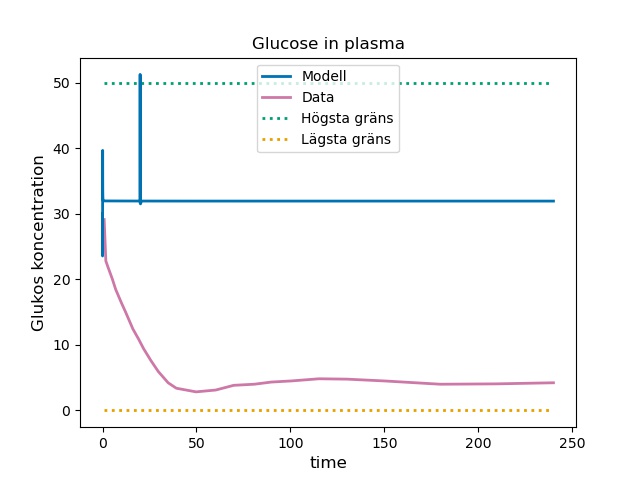 Glucose in plasma
Modell
Data
Högsta gräns
Lägsta gräns
Glukos koncentration
50
40
30
20
10
0
0 50 100 150 200 250
time